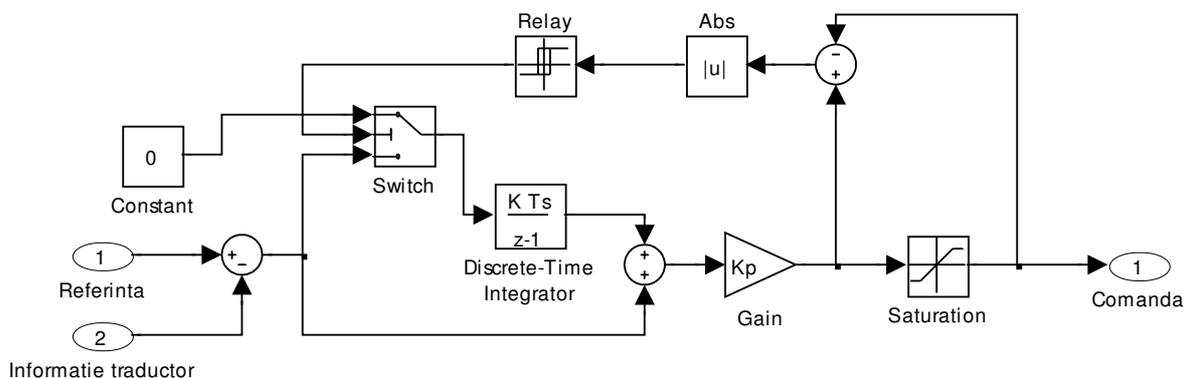 Relay
Abs
|u|
−
+
0
Constant
Switch
K Ts
z-1
Discrete-Time
Integrator
1
Referinta
+
−
+
+
Kp
Gain
Saturation
1
Comanda
2
Informatie traductor